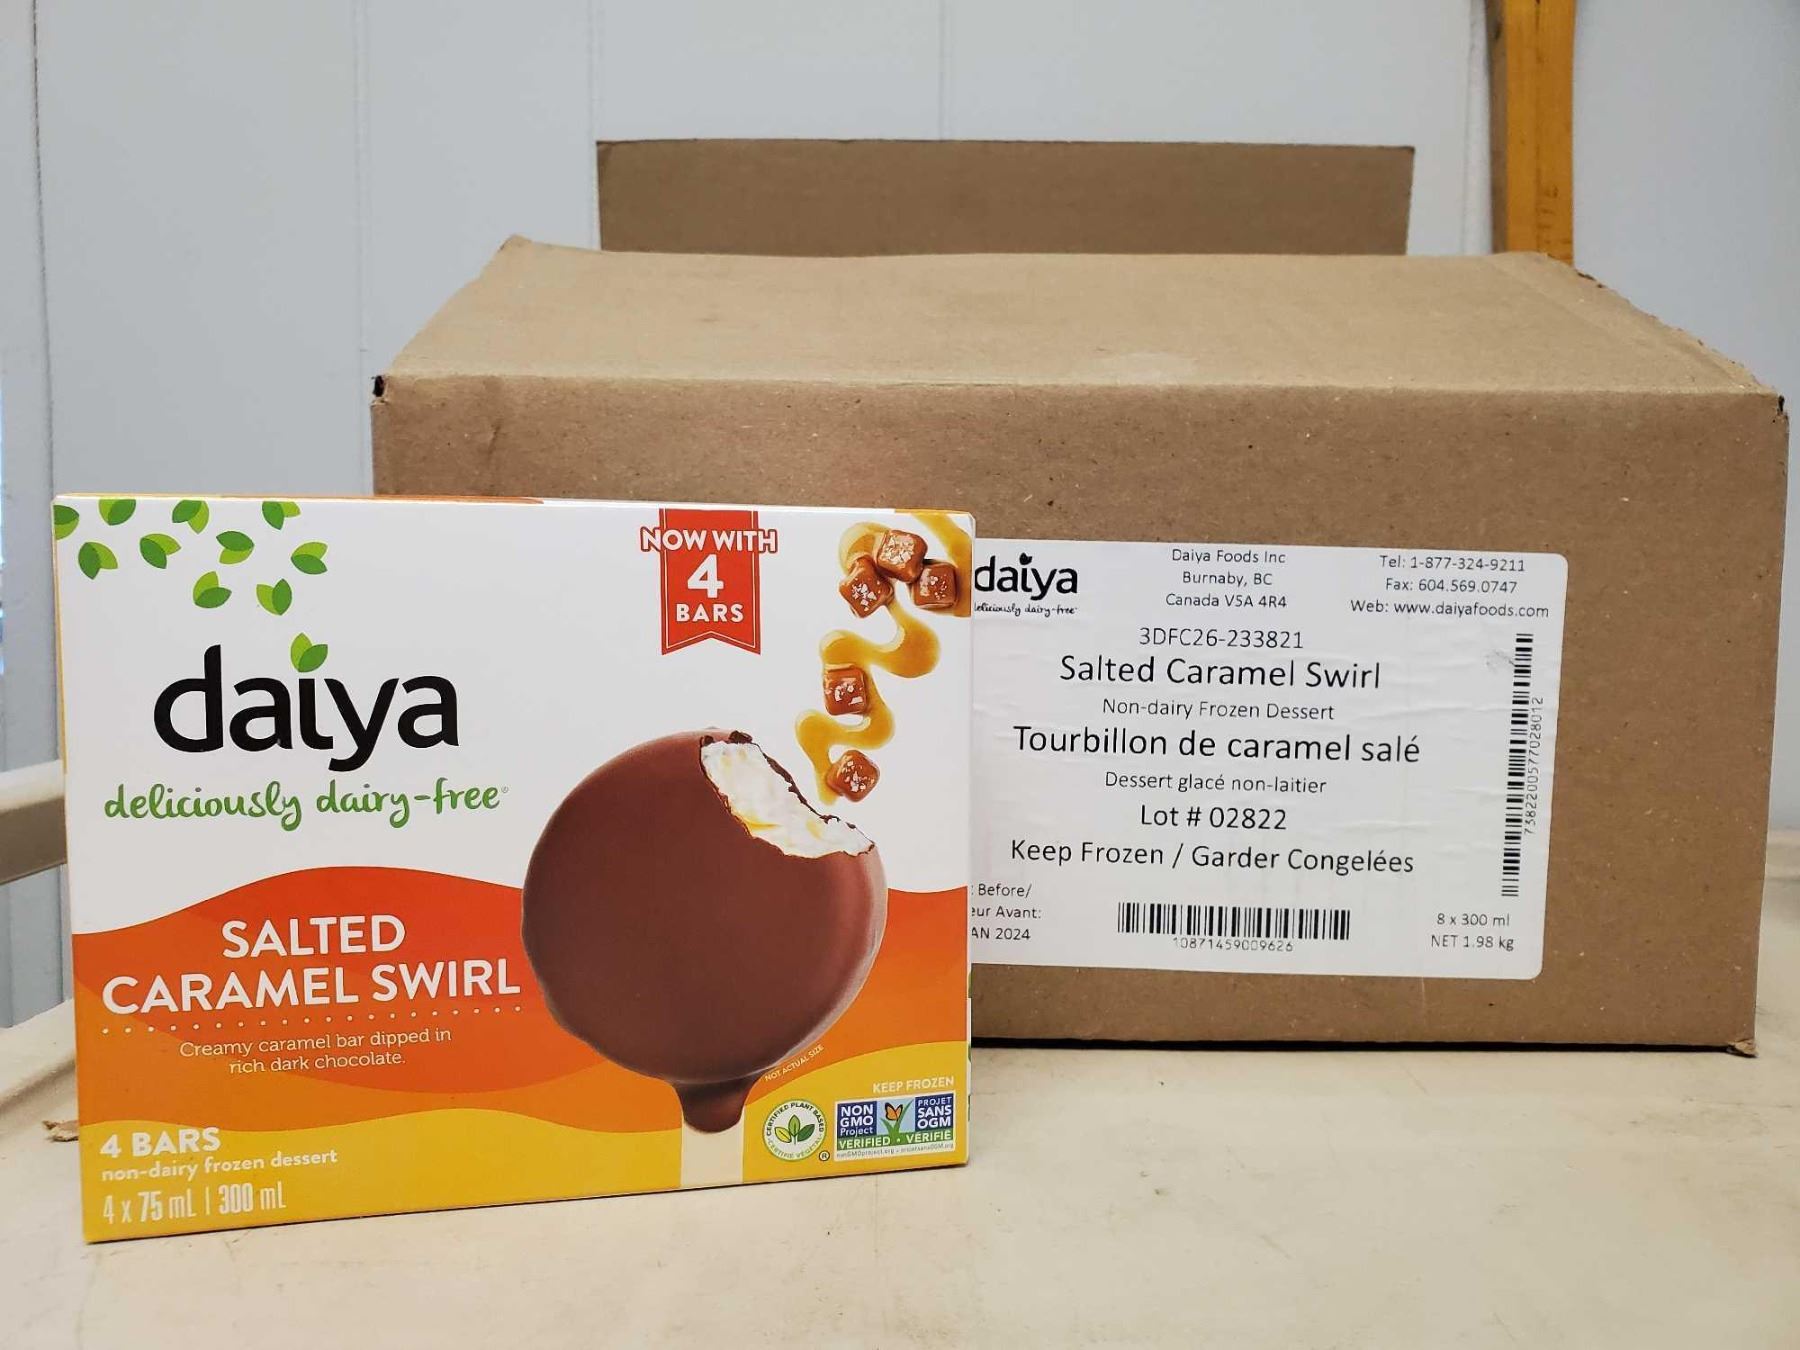 NOW WITH
4
BARS
daiya
deliciously dairy-free
SALTED
CARAMEL SWIRL
Creamy caramel bar dipped in
rich dark chocolate.
NOT ACTUAL SIZE
KEEP FROZEN
CERTIFIED PLANT BASED
NON
GMO
Project
VERIFIED
PROJET
SANS
OGM
VÉRIFIÉ
4 BARS
non-dairy frozen dessert
4 x 75 mL | 300 mL
daiya
deliciously dairy-free
Daiya Foods Inc
Burnaby, BC
Canada V5A 4R4
Tel: 1-877-324-9211
Fax: 604.569.0747
Web: www.daiyafoods.com
3DFC26-233821
Salted Caramel Swirl
Non-dairy Frozen Dessert
Tourbillon de caramel salé
Dessert glacé non-laitier
Lot # 02822
Keep Frozen / Garder Congelées
Before/
Avant:
2024
10871459009626
8 x 300 ml
NET 1.98 kg
7382200577028012